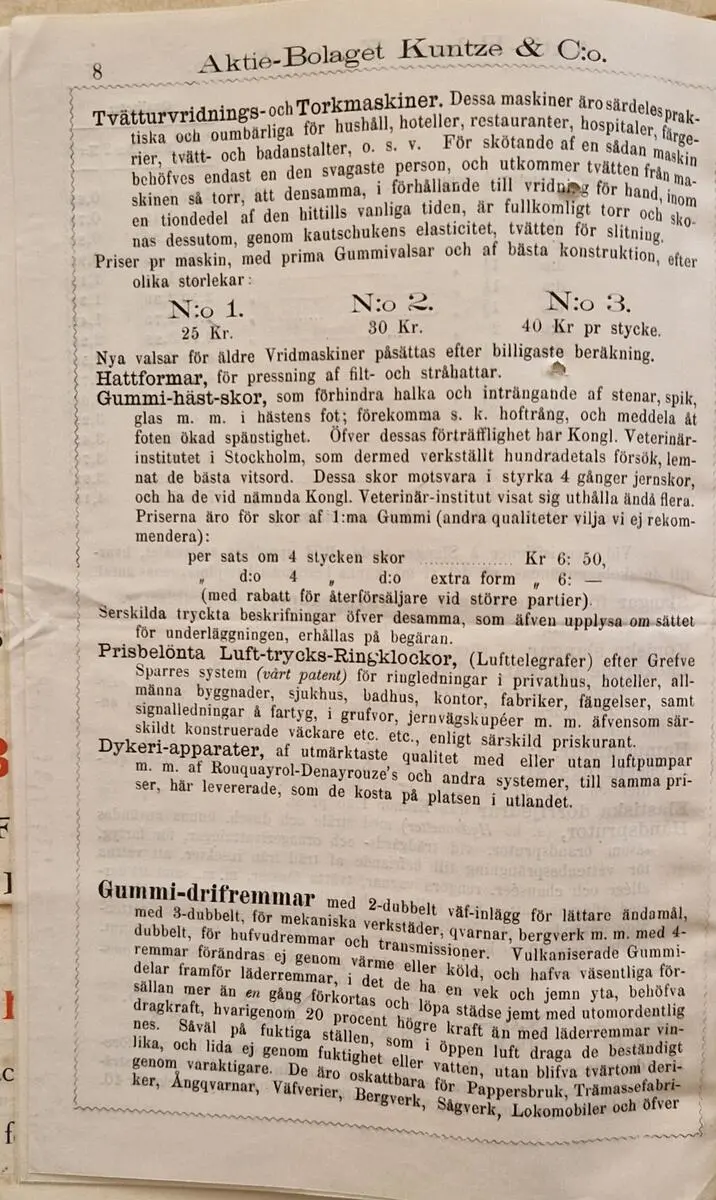 8
Aktie-Bolaget Kuntze & C:o.
Tvätturvridnings- och Torkmaskiner. Dessa maskiner äro särdeles prak-
tiska och oumbärliga för hushåll, hoteller, restauranter, hospitaler, färge-
rier, tvätt- och badanstalter, o. s. v. För skötande af en sådan maskin
behöfves endast en den svagaste person, och utkommer tvätten från ma-
skinen så torr, att densamma, i förhållande till vridning för hand, inom
en tiondedel af den hittills vanliga tiden, är fullkomligt torr och sko-
nas dessutom, genom kautschukens elasticitet, tvätten för slitning.
Priser pr maskin, med prima Gummivalsar och af bästa konstruktion, efter
olika storlekar:
N:o 1. N:o 2. N:o 3.
25 Kr. 30 Kr. 40 Kr pr stycke.
Nya valsar för äldre Vridmaskiner påsättas efter billigaste beräkning.
Hattformar, för pressning af filt- och stråhattar.
Gummi-häst-skor, som förhindra halka och inträngande af stenar, spik,
glas m. m. i hästens fot; förekomma s. k. hoftrång, och meddela åt
foten ökad spänstighet. Öfver dessas förträfflighet har Kongl. Veterinär-
institutet i Stockholm, som dermed verkställt hundradetals försök, lem-
nat de bästa vitsord. Dessa skor motsvara i styrka 4 gånger jernskor,
och ha de vid nämnda Kongl. Veterinär-institut visat sig uthålla ändå flera.
Priserna äro för skor af 1:ma Gummi (andra qualiteter vilja vi ej rekom-
mendera):
per sats om 4 stycken skor ................. Kr 6: 50,
„ d:o 4 „ d:o extra form „ 6: —
(med rabatt för återförsäljare vid större partier).
Serskilda tryckta beskrifningar öfver desamma, som äfven upplysa om sättet
för underläggningen, erhållas på begäran.
Prisbelönta Luft-trycks-Ringklockor, (Lufttelegrafer) efter Grefve
Sparres system (vårt patent) för ringledningar i privathus, hoteller, all-
männa byggnader, sjukhus, badhus, kontor, fabriker, fängelser, samt
signalledningar å fartyg, i grufvor, jernvägskupéer m. m. äfvensom sär-
skildt konstruerade väckare etc. etc., enligt särskild priskurant.
Dykeri-apparater, af utmärktaste qualitet med eller utan luftpumpar
m. m. af Rouquayrol-Denayrouze's och andra systemer, till samma pri-
ser, här levererade, som de kosta på platsen i utlandet.
Gummi-drifremmar med 2-dubbelt väf-inlägg för lättare ändamål,
med 3-dubbelt, för mekaniska verkstäder, qvarnar, bergverk m. m. med 4-
dubbelt, för hufvudremmar och transmissioner. Vulkaniserade Gummi-
remmar förändras ej genom värme eller köld, och hafva väsentliga för-
delar framför läderremmar, i det de ha en vek och jemn yta, behöfva
sällan mer än en gång förkortas och löpa städse jemt med utomordentlig
dragkraft, hvarigenom 20 procent högre kraft än med läderremmar vin-
nes. Såväl på fuktiga ställen, som i öppen luft draga de beständigt
lika, och lida ej genom fuktighet eller vatten, utan blifva tvärtom deri-
genom varaktigare. De äro oskattbara för Pappersbruk, Trämassefabri-
ker, Ångqvarnar, Väfverier, Bergverk, Sågverk, Lokomobiler och öfver